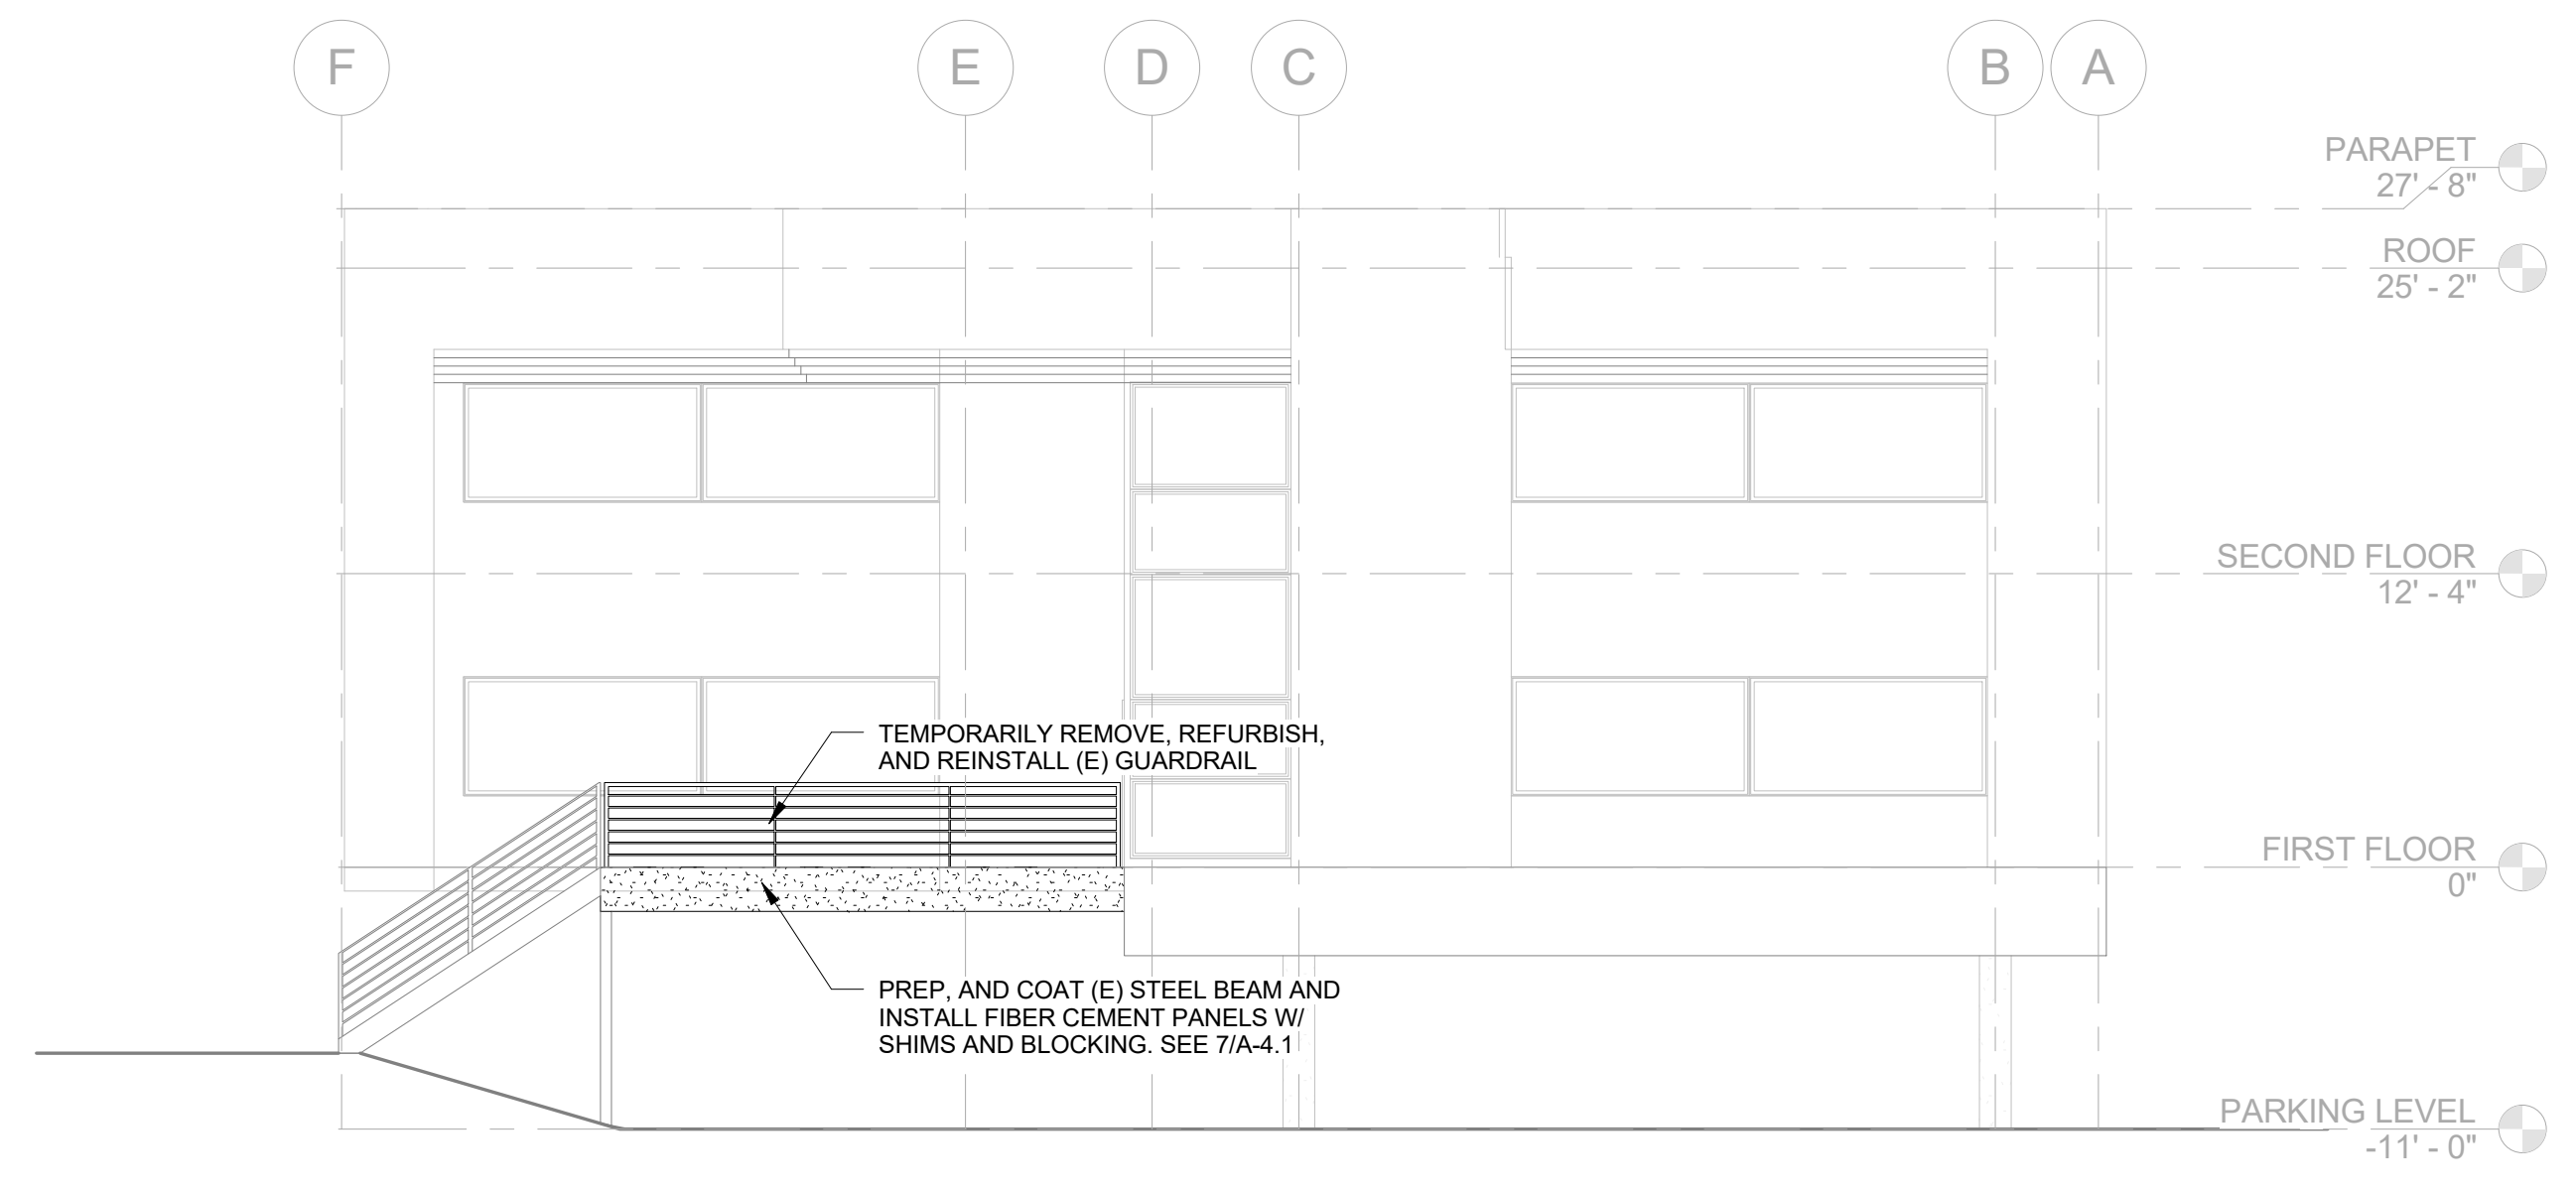 F E D C B A
PARAPET
27' - 8"
ROOF
25' - 2"
SECOND FLOOR
12' - 4"
TEMPORARILY REMOVE, REFURBISH,
AND REINSTALL (E) GUARDRAIL
FIRST FLOOR
0"
PREP, AND COAT (E) STEEL BEAM AND
INSTALL FIBER CEMENT PANELS W/
SHIMS AND BLOCKING. SEE 7/A-4.1
PARKING LEVEL
-11' - 0"